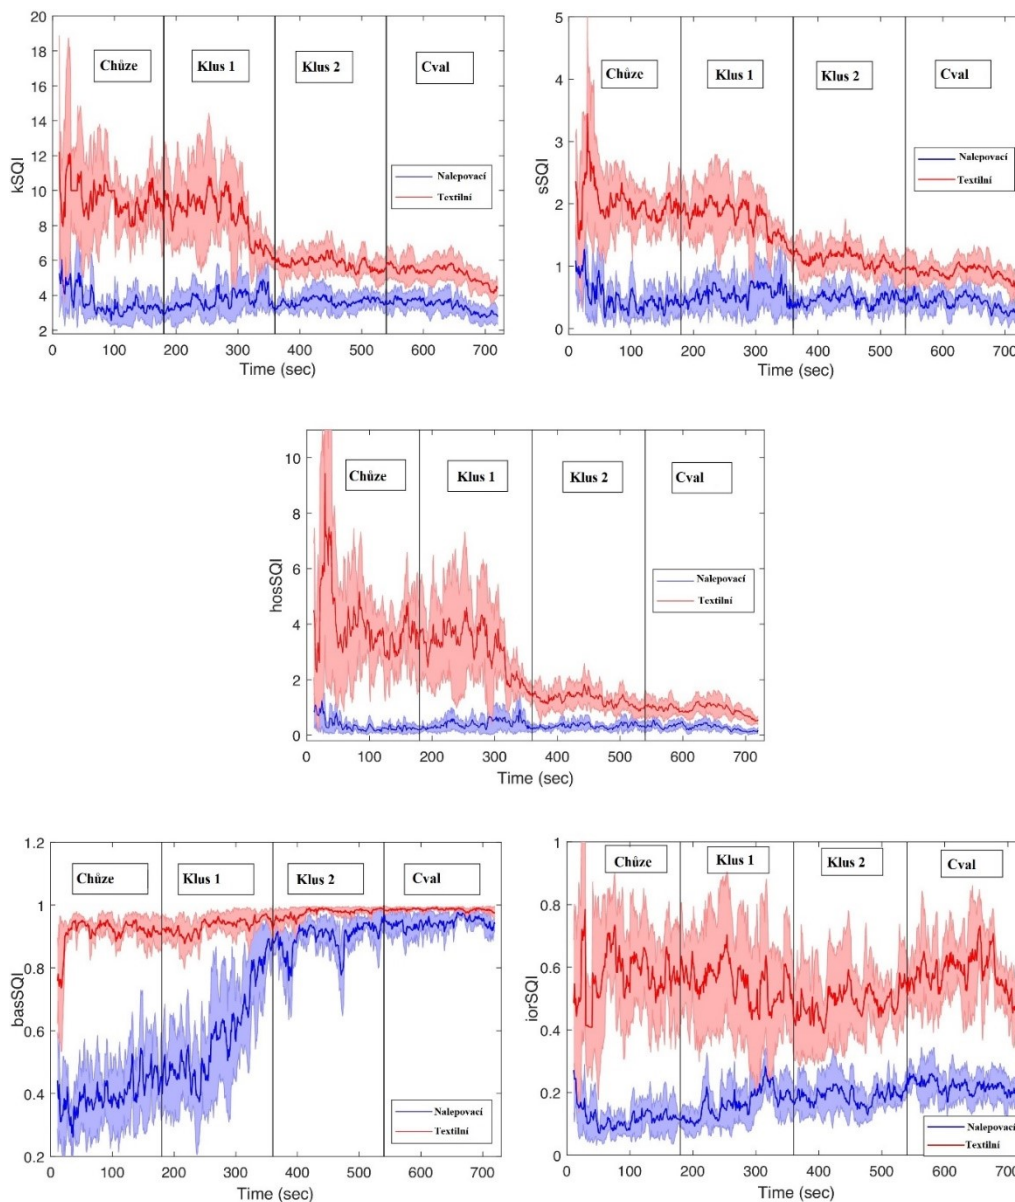 20
18
16
14
12
10
8
6
4
2
kSQI
Chůze
Klus 1
Klus 2
Cval
Nalepovací
Textilní
0 100 200 300 400 500 600 700
Time (sec)
5
4
3
2
1
0
sSQI
Chůze
Klus 1
Klus 2
Cval
Nalepovací
Textilní
0 100 200 300 400 500 600 700
Time (sec)
10
8
6
4
2
0
hosSQI
Chůze
Klus 1
Klus 2
Cval
Nalepovací
Textilní
0 100 200 300 400 500 600 700
Time (sec)
1.2
1
0.8
0.6
0.4
0.2
basSQI
Chůze
Klus 1
Klus 2
Cval
Nalepovací
Textilní
0 100 200 300 400 500 600 700
Time (sec)
1
0.8
0.6
0.4
0.2
0
iorSQI
Chůze
Klus 1
Klus 2
Cval
Nalepovací
Textilní
0 100 200 300 400 500 600 700
Time (sec)